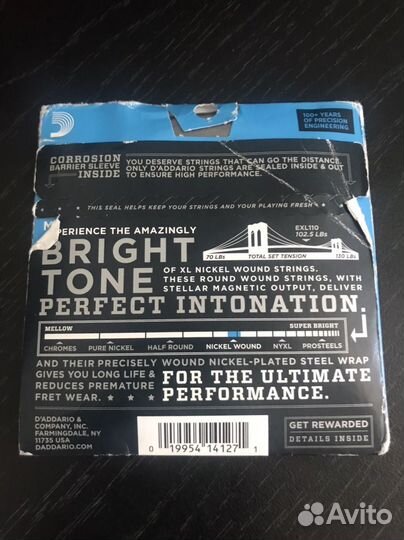 100+ YEARS
OF PRECISION
ENGINEERING
CORROSION
BARRIER SLEEVE
INSIDE
YOU DESERVE STRINGS THAT CAN GO THE DISTANCE.
ONLY D'ADDARIO STRINGS ARE SEALED INSIDE & OUT
TO ENSURE HIGH PERFORMANCE.
THIS SEAL HELPS KEEP YOUR STRINGS AND YOUR PLAYING FRESH
EXPERIENCE THE AMAZINGLY
BRIGHT
TONE
EXL110
102.5 LBs
70 LBs
TOTAL SET TENSION
130 LBs
OF XL NICKEL WOUND STRINGS.
THESE ROUND WOUND STRINGS, WITH
STELLAR MAGNETIC OUTPUT, DELIVER
PERFECT INTONATION.
MELLOW
SUPER BRIGHT
CHROMES
PURE NICKEL
HALF ROUND
NICKEL WOUND
NYXL
PROSTEELS
AND THEIR PRECISELY WOUND NICKEL-PLATED STEEL WRAP
GIVES YOU LONG LIFE &
REDUCES PREMATURE
FRET WEAR.
FOR THE ULTIMATE
PERFORMANCE.
D'ADDARIO &
COMPANY, INC.
FARMINGDALE, NY
11735 USA
DADDARIO.COM
0 19954 14127 1
GET REWARDED
DETAILS INSIDE
Avito